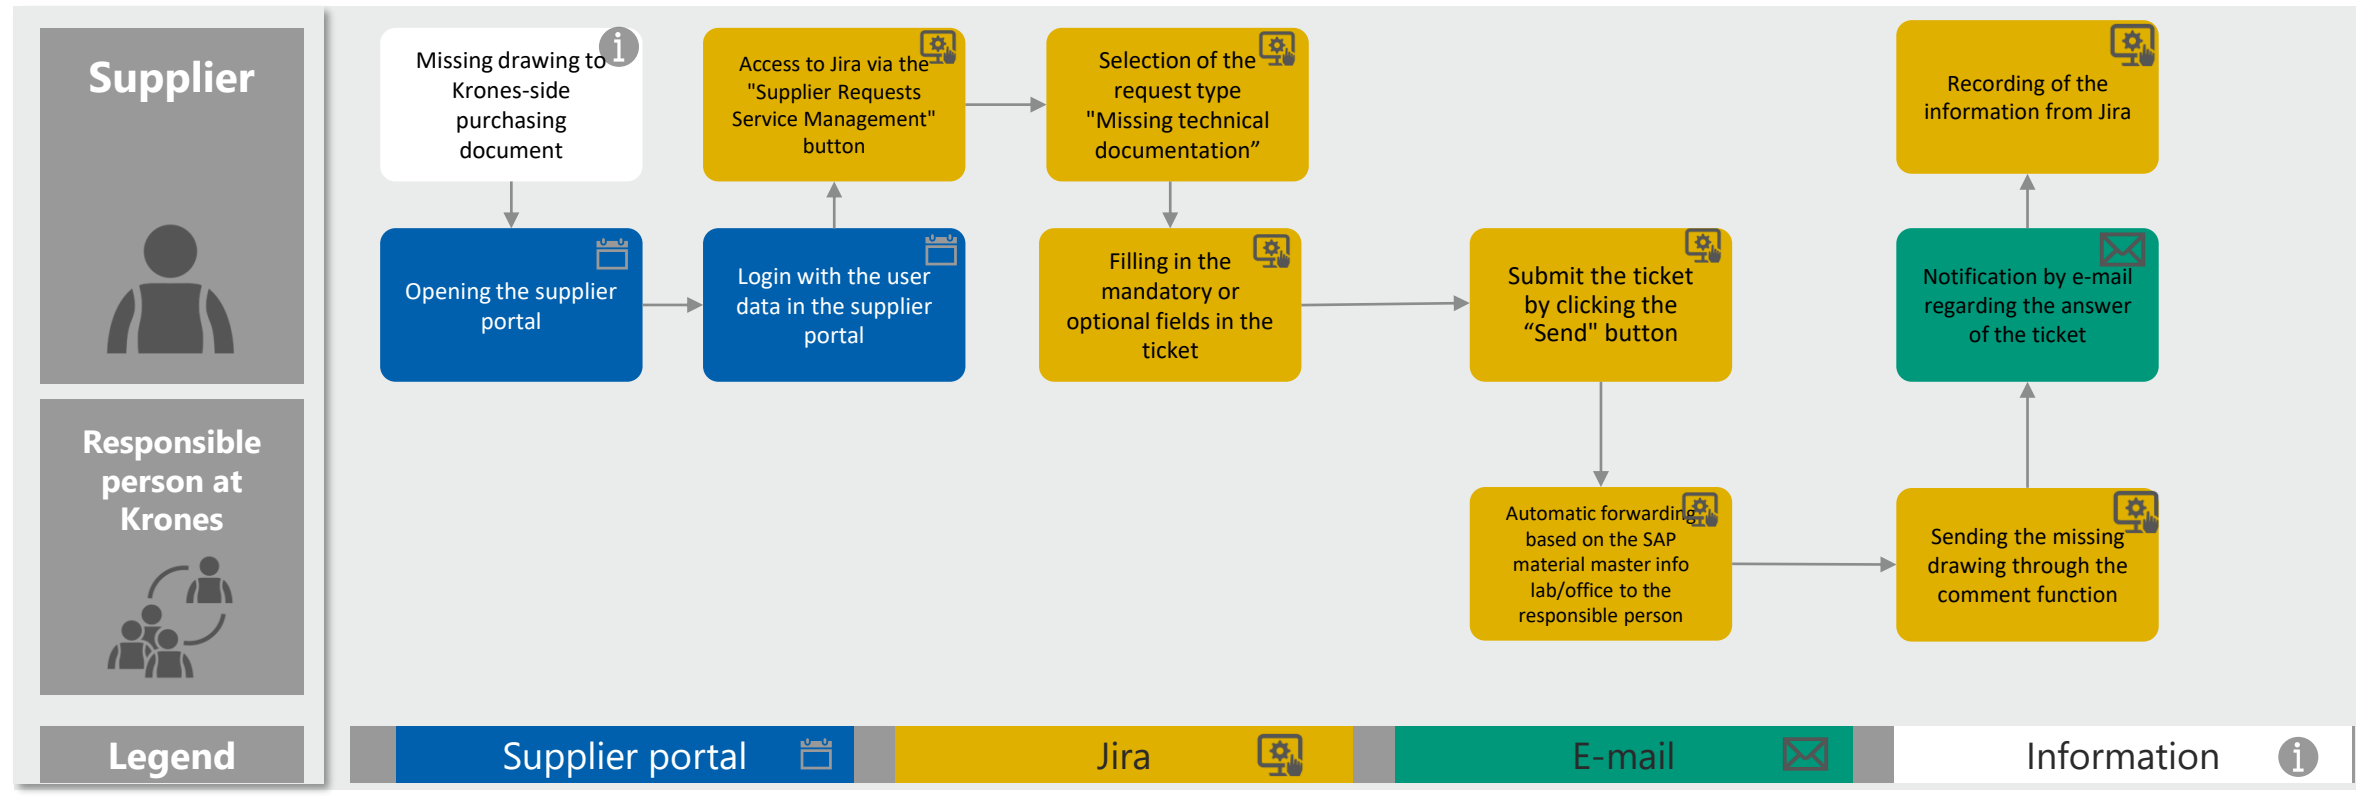 Supplier
Missing drawing to
Krones-side
purchasing
document
Opening the supplier
portal
Login with the user
data in the supplier
portal
Access to Jira via the
"Supplier Requests
Service Management"
button
Selection of the
request type
"Missing technical
documentation”
Filling in the
mandatory or
optional fields in the
ticket
Submit the ticket
by clicking the
“Send" button
Responsible
person at
Krones
Automatic forwarding
based on the SAP
material master info
lab/office to the
responsible person
Sending the missing
drawing through the
comment function
Notification by e-mail
regarding the answer
of the ticket
Recording of the
information from Jira
Legend
Supplier portal
Jira
E-mail
Information